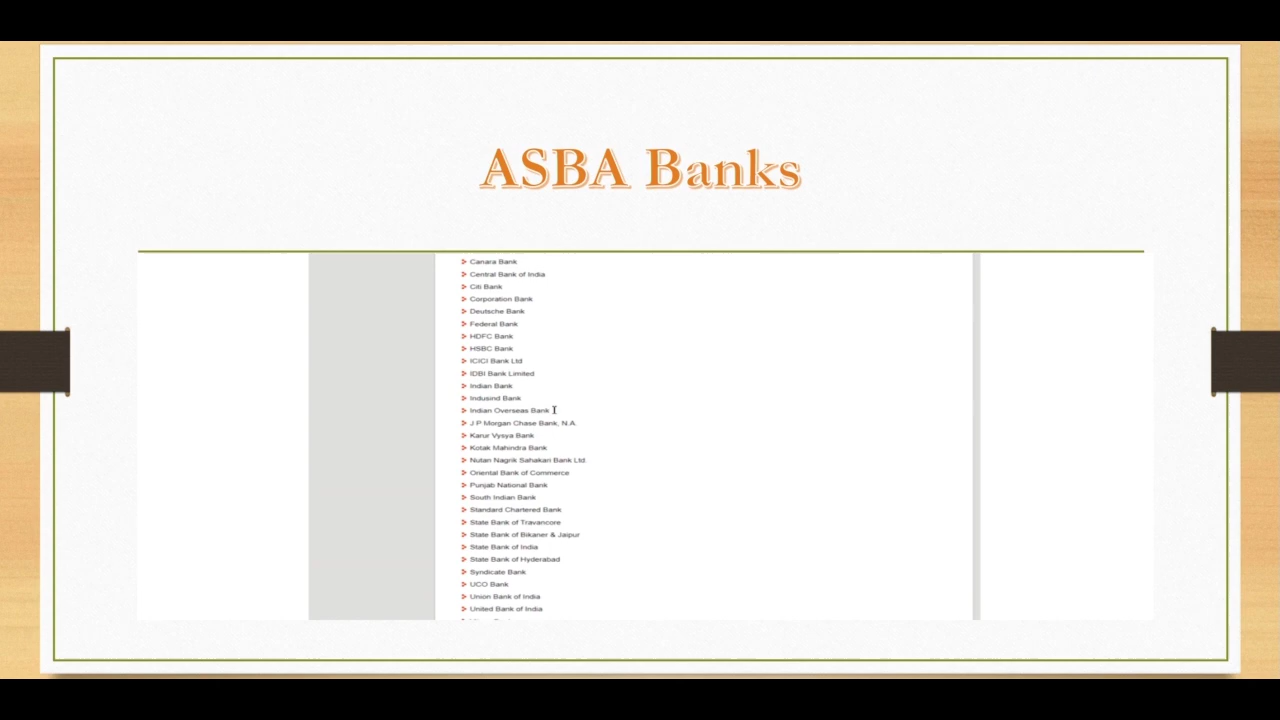 ASBA Banks
Canara Bank
Central Bank of India
Citi Bank
Corporation Bank
Deutsche Bank
Federal Bank
HDFC Bank
HSBC Bank
ICICI Bank Ltd
IDBI Bank Limited
Indian Bank
Indusind Bank
Indian Overseas Bank
J P Morgan Chase Bank, N.A.
Karur Vysya Bank
Kotak Mahindra Bank
Nutan Nagrik Sahakari Bank Ltd.
Oriental Bank of Commerce
Punjab National Bank
South Indian Bank
Standard Chartered Bank
State Bank of Travancore
State Bank of Bikaner & Jaipur
State Bank of India
State Bank of Hyderabad
Syndicate Bank
UCO Bank
Union Bank of India
United Bank of India